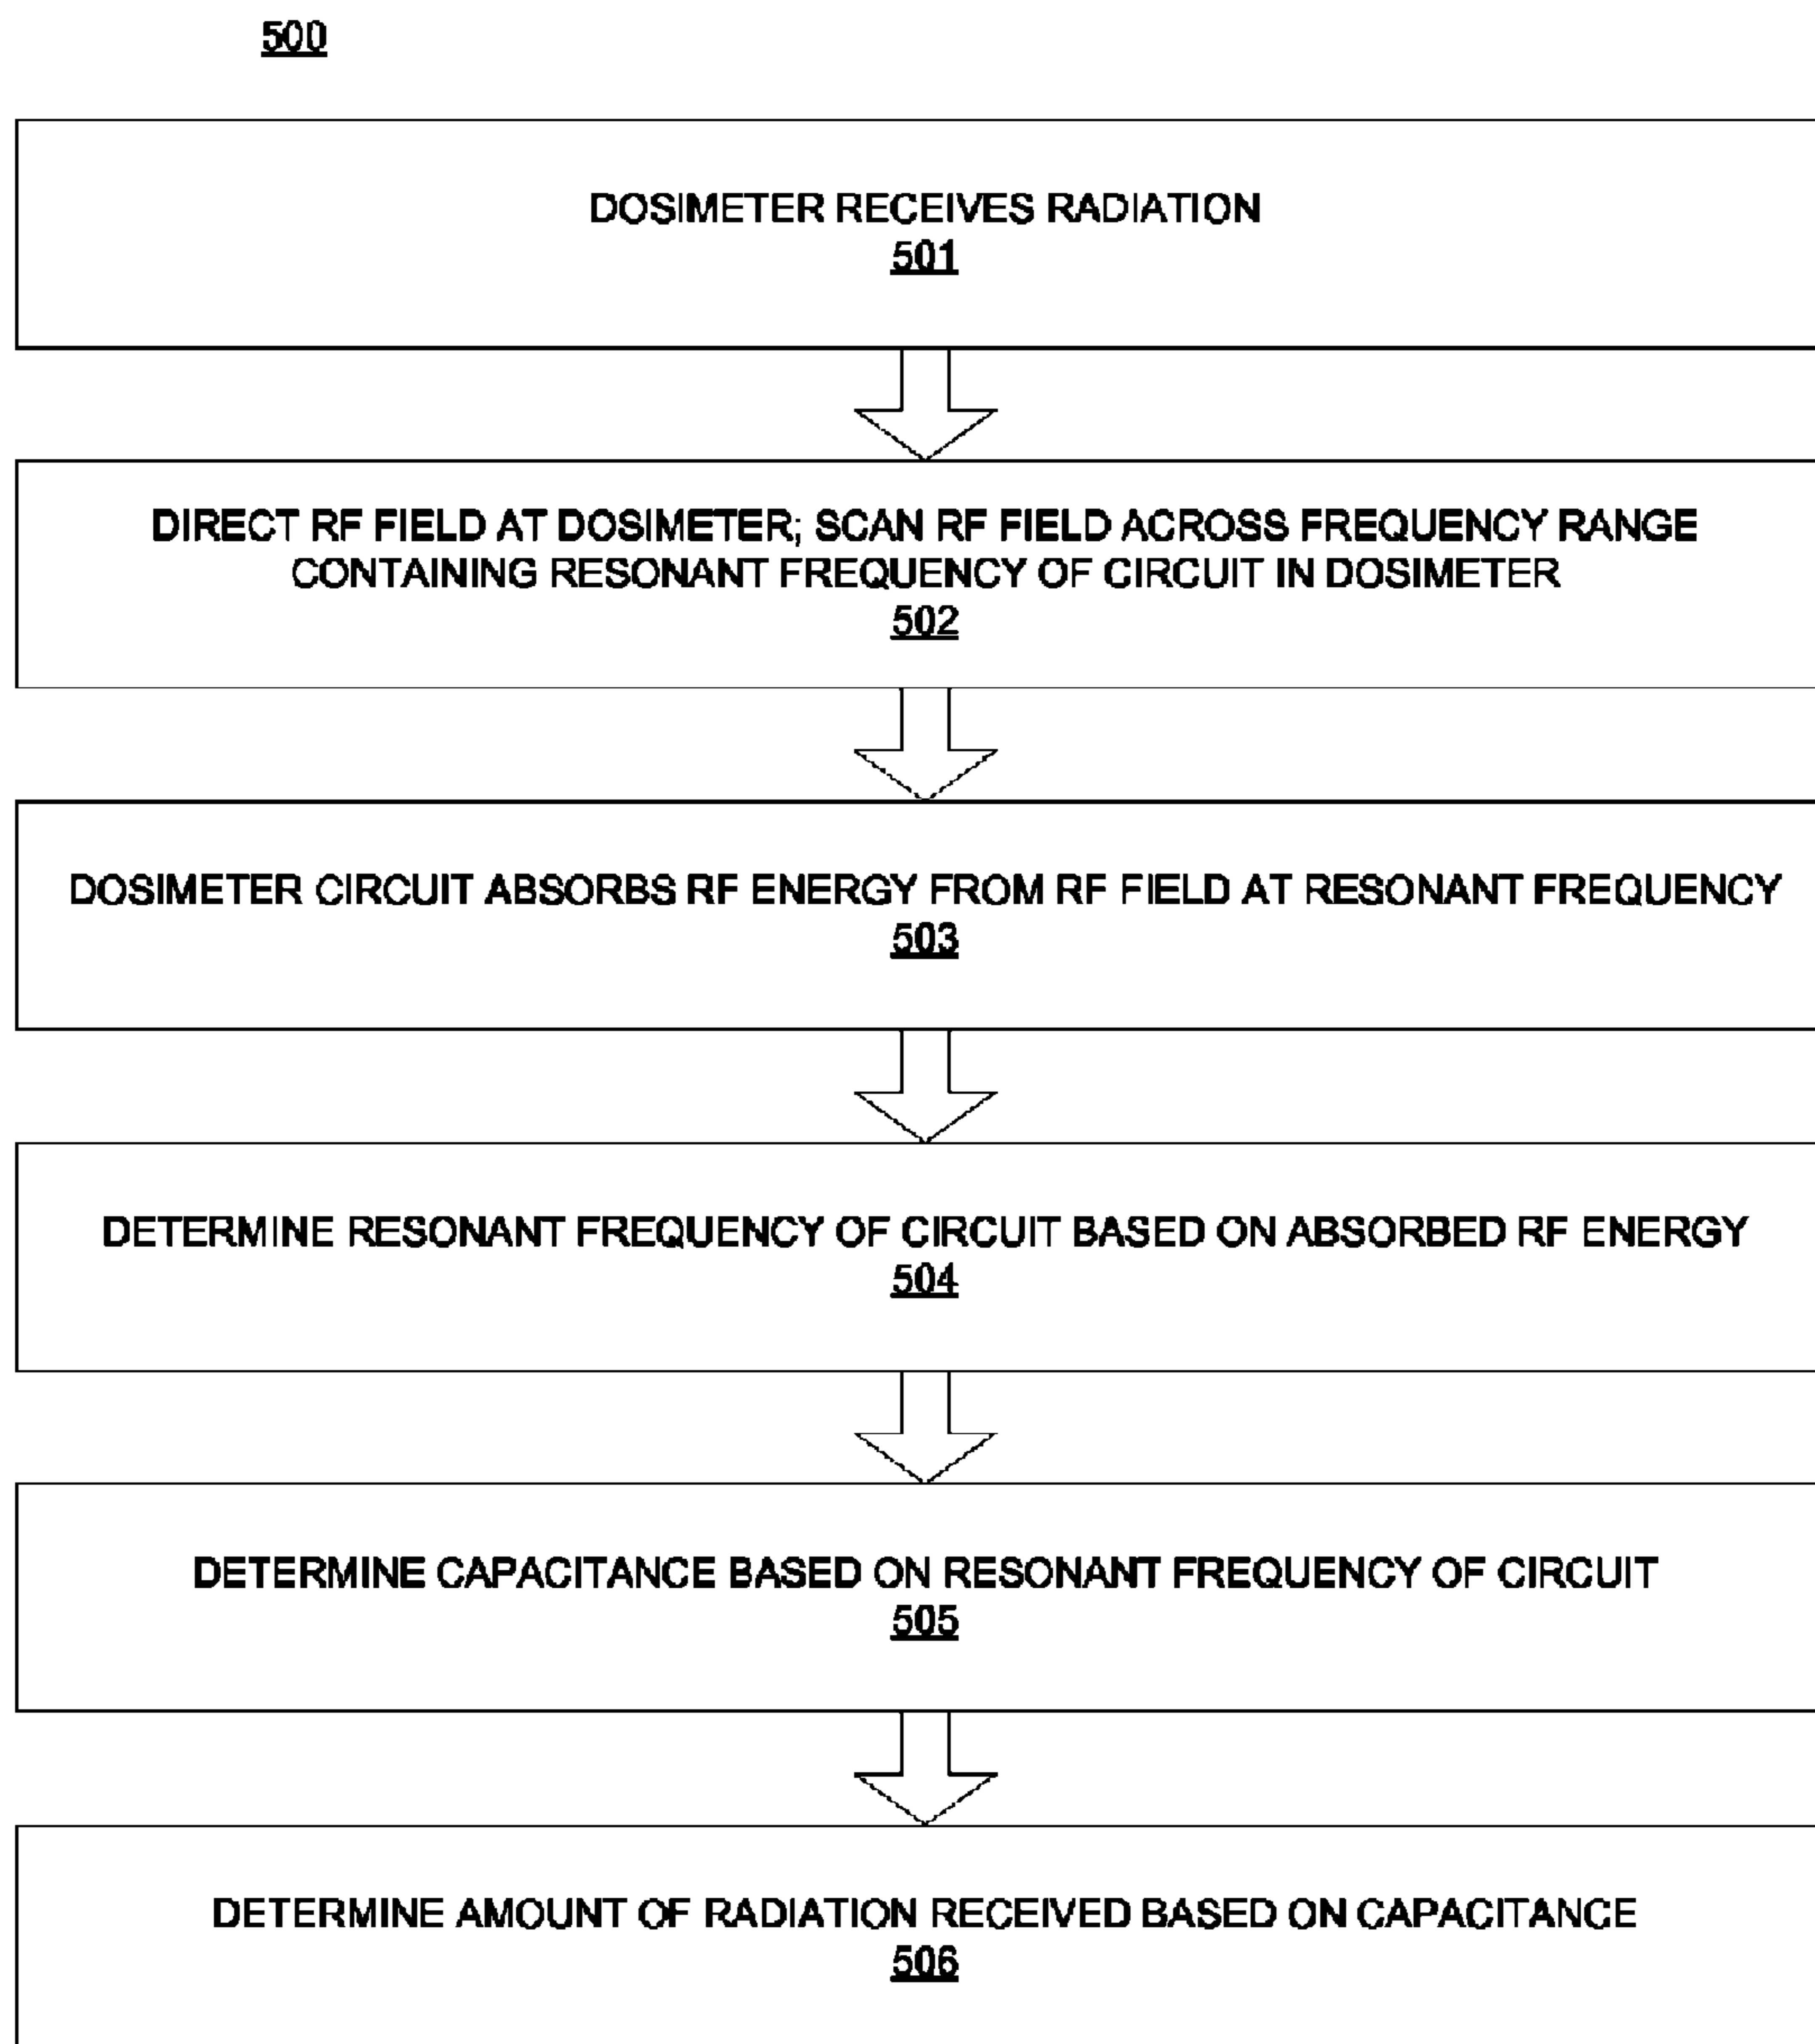 500
DOSIMETER RECEIVES RADIATION
501
DIRECT RF FIELD AT DOSIMETER; SCAN RF FIELD ACROSS FREQUENCY RANGE
CONTAINING RESONANT FREQUENCY OF CIRCUIT IN DOSIMETER
502
DOSIMETER CIRCUIT ABSORBS RF ENERGY FROM RF FIELD AT RESONANT FREQUENCY
503
DETERMINE RESONANT FREQUENCY OF CIRCUIT BASED ON ABSORBED RF ENERGY
504
DETERMINE CAPACITANCE BASED ON RESONANT FREQUENCY OF CIRCUIT
505
DETERMINE AMOUNT OF RADIATION RECEIVED BASED ON CAPACITANCE
506